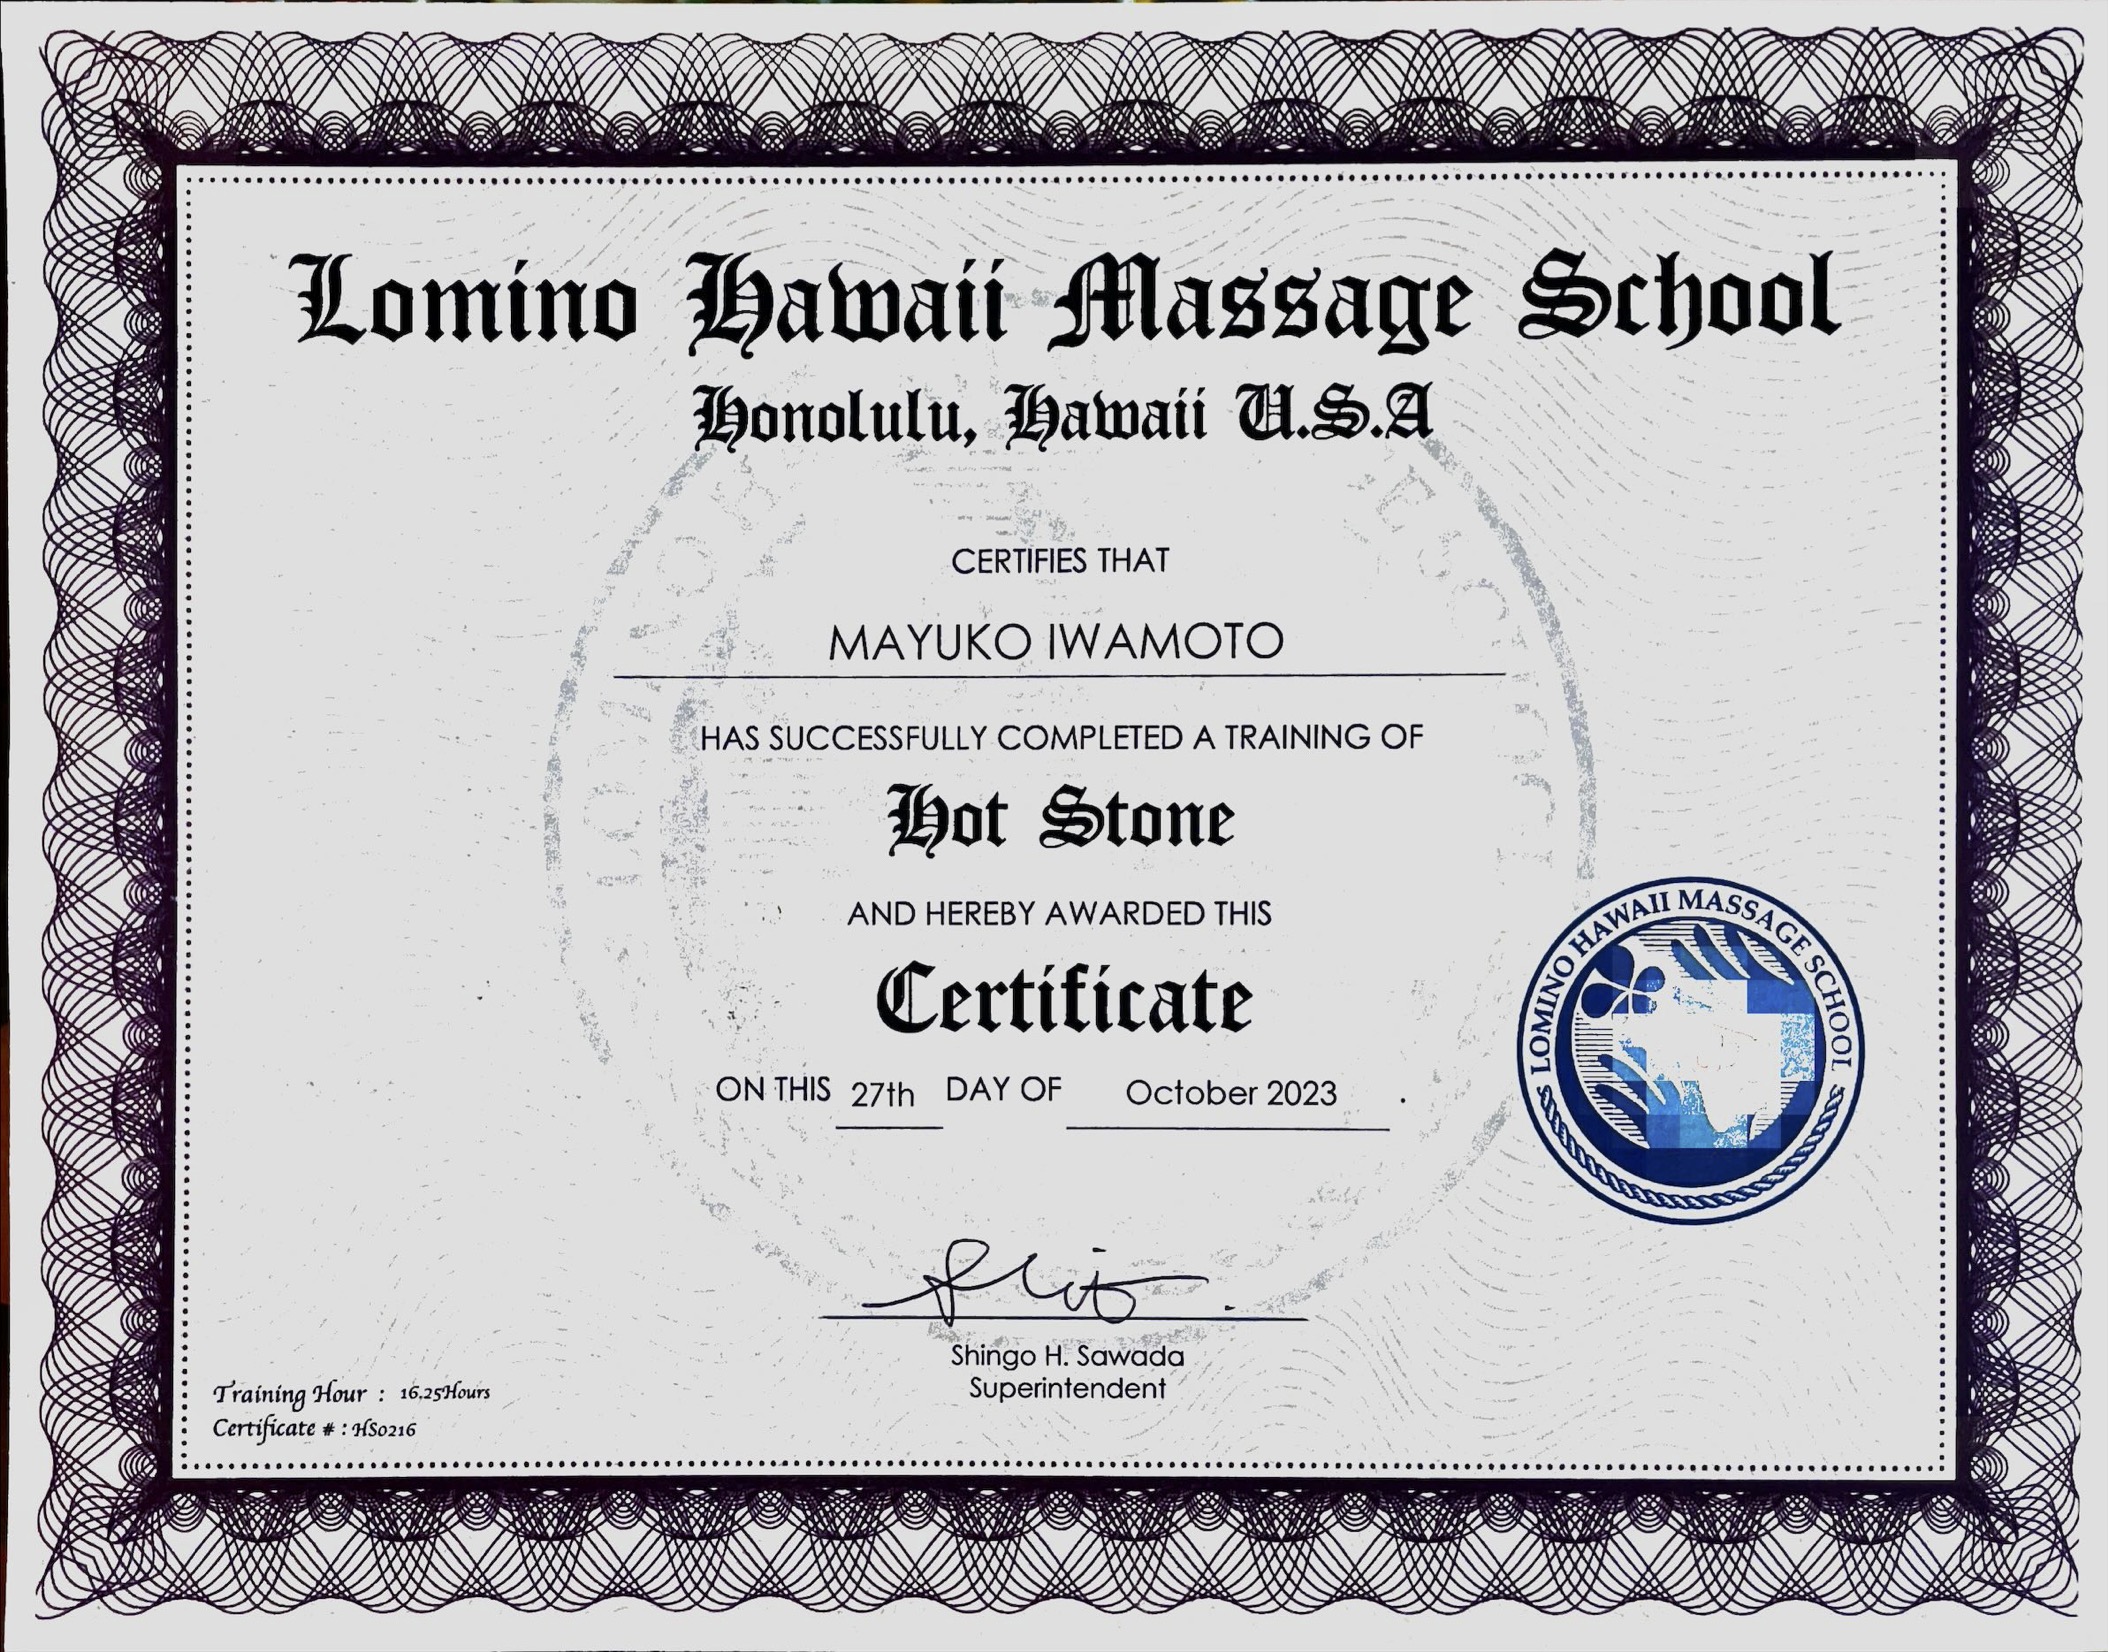 Lomino Hawaii Massage School
Honolulu, Hawaii U.S.A
CERTIFIES THAT
MAYUKO IWAMOTO
HAS SUCCESSFULLY COMPLETED A TRAINING OF
Hot Stone
AND HEREBY AWARDED THIS
Certificate
ON THIS 27th DAY OF October 2023 .
LOMINO HAWAII MASSAGE SCHOOL
Shingo H. Sawada
Superintendent
Training Hour : 16.25Hours
Certificate # : HS0216